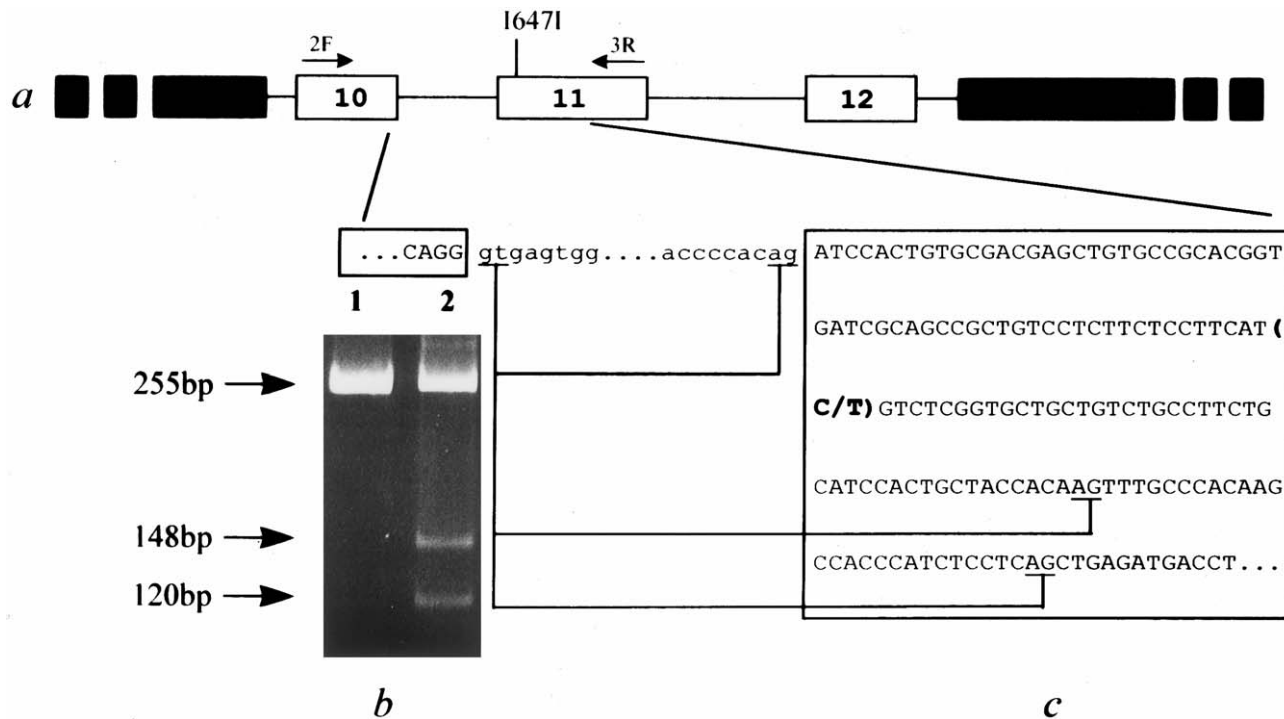 I647I
2F
3R
a
10
11
12
...CAGG gtgagtgg....accccacag ATCCACTGTGCGACGAGCTGTGCCGCACGGT
1 2
GATCGCAGCCGCTGTCCTCTTCTCCTTCAT(
255bp
C/T)GTCTCGGTGCTGCTGTCTGCCTTCTG
CATCCACTGCTACCACAAGTTTGCCCACAAG
148bp
CCACCCATCTCCTCAGCTGAGATGACCT...
120bp
b
c